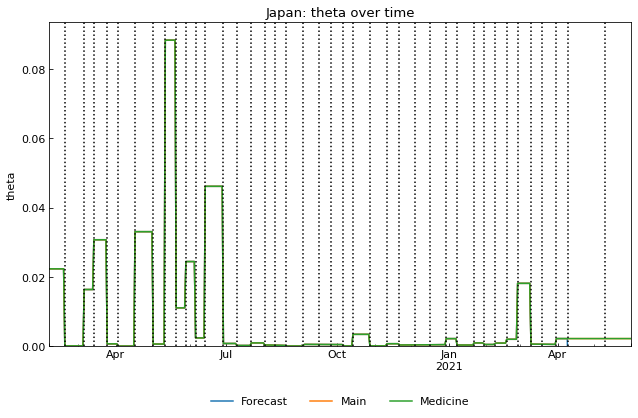 Japan: theta over time
theta
0.08
0.06
0.04
0.02
0.00
Apr Jul Oct Jan Apr
2021
Forecast Main Medicine